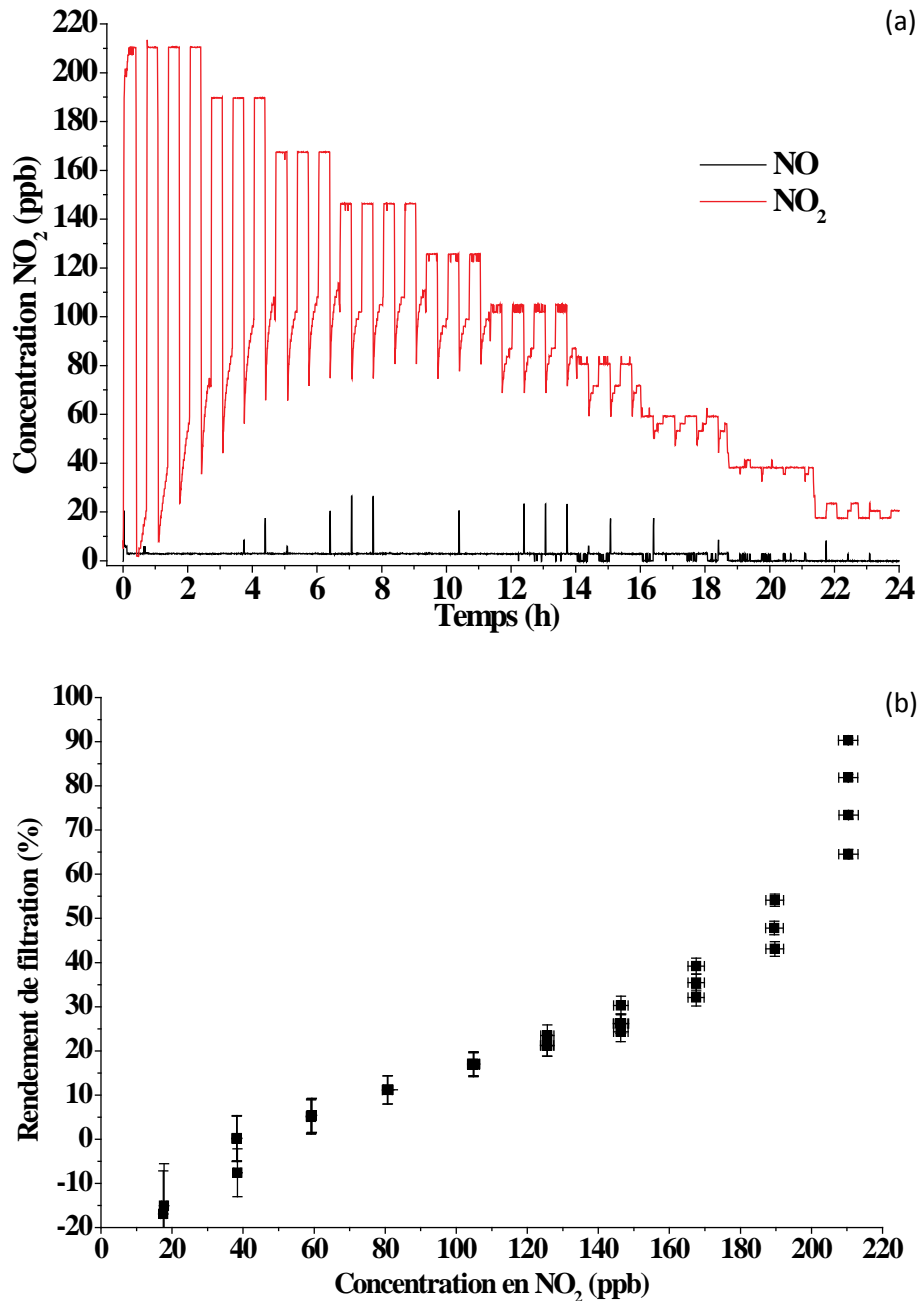 (a)
Concentration NO₂ (ppb)
220
200
180
160
140
120
100
80
60
40
20
0
NO
NO₂
0 2 4 6 8 10 12 14 16 18 20 22 24
Temps (h)
(b)
Rendement de filtration (%)
100
90
80
70
60
50
40
30
20
10
0
-10
-20
0 20 40 60 80 100 120 140 160 180 200 220
Concentration en NO₂ (ppb)